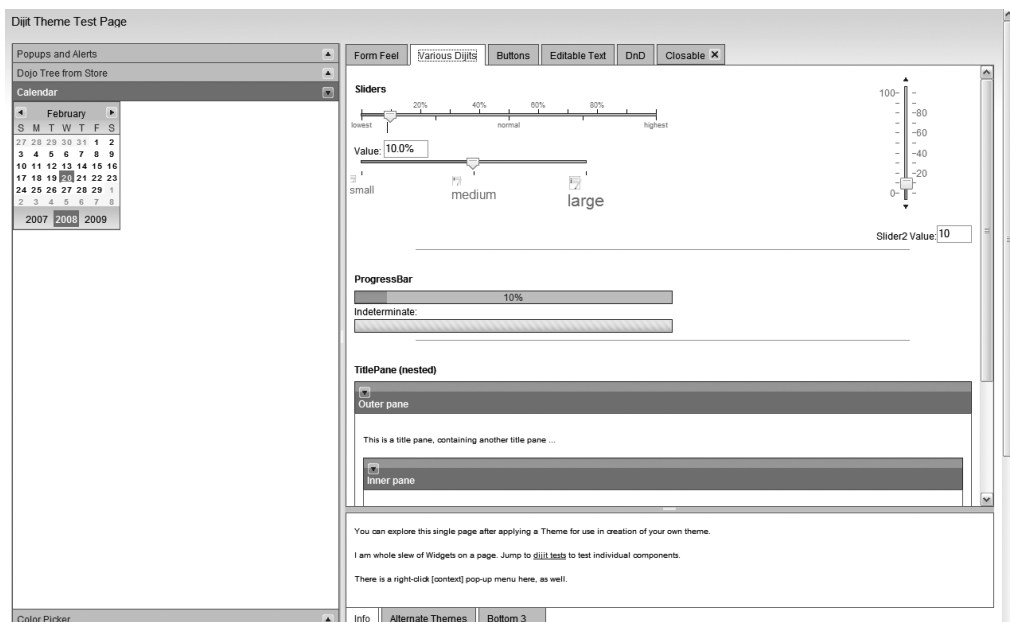 Dijit Theme Test Page
Popups and Alerts
Dojo Tree from Store
Calendar
February
S M T W T F S
27 28 29 30 31 1 2
3 4 5 6 7 8 9
10 11 12 13 14 15 16
17 18 19 20 21 22 23
24 25 26 27 28 29 1
2 3 4 5 6 7 8
2007 2008 2009
Color Picker
Form Feel Various Dijits Buttons Editable Text DnD Closable
Sliders
20% 40% 60% 80%
lowest normal highest
Value: 10.0%
small medium large
100
80
60
40
20
0
Slider2 Value: 10
ProgressBar
10%
Indeterminate:
TitlePane (nested)
Outer pane
This is a title pane, containing another title pane ...
Inner pane
You can explore this single page after applying a Theme for use in creation of your own theme.
I am whole slew of Widgets on a page. Jump to dijit tests to test individual components.
There is a right-click [context] pop-up menu here, as well.
Info Alternate Themes Bottom 3